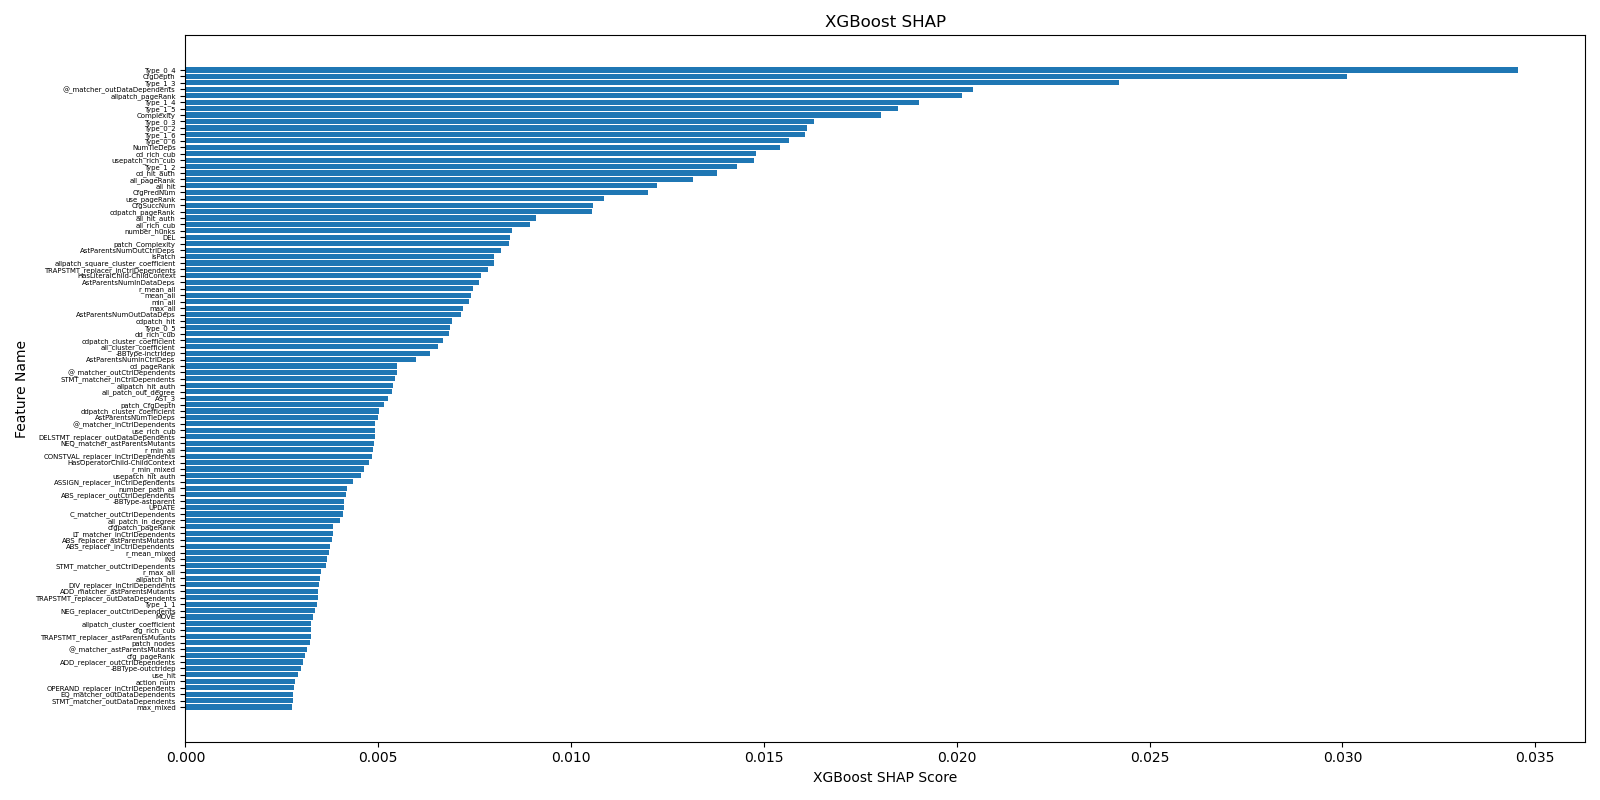 XGBoost SHAP
Type_0_4
CfgDepth
Type_1_3
@_matcher_outDataDependents
allpatch_pageRank
Type_1_4
Type_1_5
Complexity
Type_0_3
Type_0_2
Type_1_6
Type_0_6
NumTieDeps
cd_rich_cub
usepatch_rich_cub
Type_1_2
cd_hit_auth
all_pageRank
all_hit
CfgPredNum
use_pageRank
CfgSuccNum
cdpatch_pageRank
all_hit_auth
all_rich_cub
number_hunks
DEL
patch_Complexity
AstParentsNumOutCtrlDeps
isPatch
allpatch_square_cluster_coefficient
TRAPSTMT_replacer_inCtrlDependents
HasLiteralChild-ChildContext
AstParentsNumInDataDeps
r_mean_all
mean_all
min_all
max_all
AstParentsNumOutDataDeps
cdpatch_hit
Type_0_5
dd_rich_cub
cdpatch_cluster_coefficient
all_cluster_coefficient
-BBType-inctrldep
AstParentsNumInCtrlDeps
cd_pageRank
@_matcher_outCtrlDependents
STMT_matcher_inCtrlDependents
allpatch_hit_auth
all_patch_out_degree
AST_3
patch_CfgDepth
ddpatch_cluster_coefficient
AstParentsNumTieDeps
@_matcher_inCtrlDependents
use_rich_cub
DELSTMT_replacer_outDataDependents
NEQ_matcher_astParentsMutants
r_min_all
CONSTVAL_replacer_inCtrlDependents
HasOperatorChild-ChildContext
r_min_mixed
usepatch_hit_auth
ASSIGN_replacer_inCtrlDependents
number_path_all
ABS_replacer_outCtrlDependents
-BBType-astparent
UPDATE
C_matcher_outCtrlDependents
all_patch_in_degree
cfgpatch_pageRank
LT_matcher_inCtrlDependents
ABS_replacer_astParentsMutants
ABS_replacer_inCtrlDependents
r_mean_mixed
INS
STMT_matcher_outCtrlDependents
r_max_all
allpatch_hit
DIV_replacer_inCtrlDependents
ADD_matcher_astParentsMutants
TRAPSTMT_replacer_outDataDependents
Type_1_1
NEG_replacer_outCtrlDependents
MOVE
allpatch_cluster_coefficient
cfg_rich_cub
TRAPSTMT_replacer_astParentsMutants
patch_nodes
@_matcher_astParentsMutants
cfg_pageRank
ADD_replacer_outCtrlDependents
-BBType-outctrldep
use_hit
action_num
OPERAND_replacer_inCtrlDependents
EQ_matcher_outDataDependents
STMT_matcher_outDataDependents
max_mixed
Feature Name
0.000 0.005 0.010 0.015 0.020 0.025 0.030 0.035
XGBoost SHAP Score